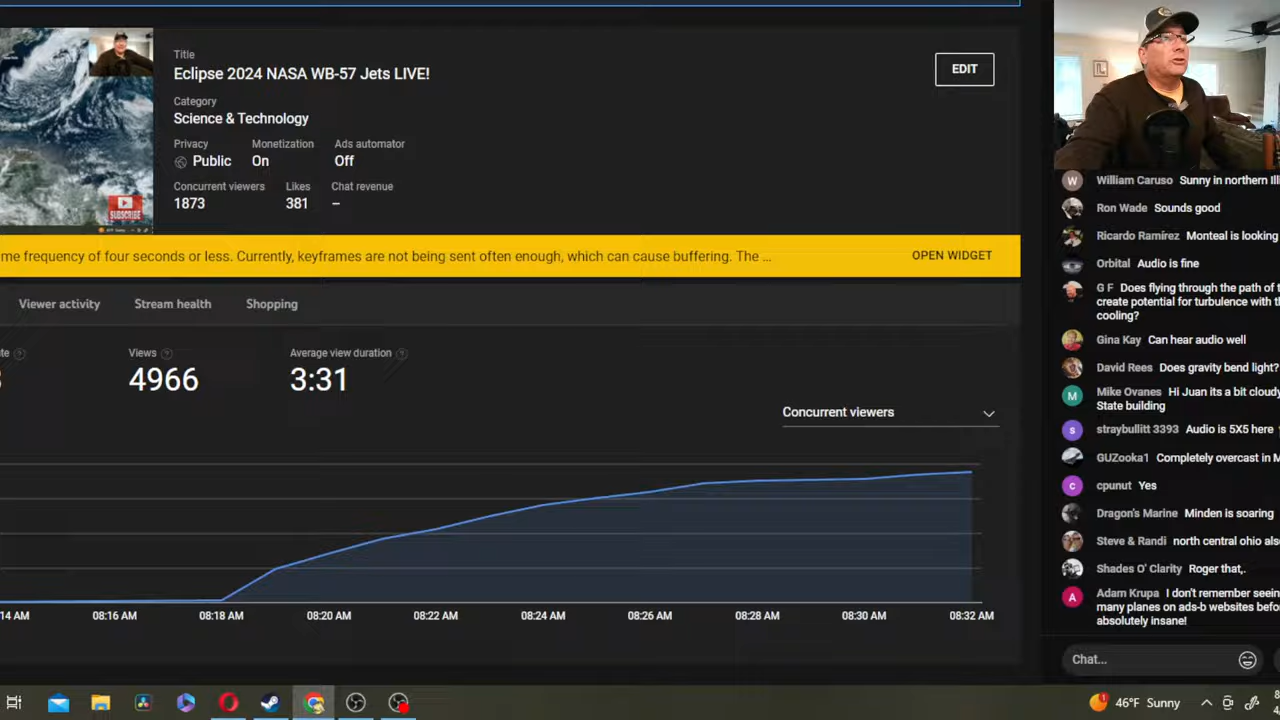 Title
Eclipse 2024 NASA WB-57 Jets LIVE!
EDIT
Category
Science & Technology
Privacy Monetization Ads automator
Public On Off
Concurrent viewers Likes Chat revenue
1873 381 –
SUBSCRIBE
me frequency of four seconds or less. Currently, keyframes are not being sent often enough, which can cause buffering. The ...
OPEN WIDGET
Viewer activity Stream health Shopping
Views Average view duration
4966 3:31
Concurrent viewers
14 AM 08:16 AM 08:18 AM 08:20 AM 08:22 AM 08:24 AM 08:26 AM 08:28 AM 08:30 AM 08:32 AM
W William Caruso Sunny in northern Ill
Ron Wade Sounds good
Ricardo Ramírez Monteal is looking
Orbital Audio is fine
G F Does flying through the path of t
create potential for turbulence with th
cooling?
Gina Kay Can hear audio well
David Rees Does gravity bend light?
M Mike Ovanes Hi Juan its a bit cloudy
State building
s straybullitt 3393 Audio is 5X5 here
GUZooka1 Completely overcast in M
c cpunut Yes
Dragon's Marine Minden is soaring
Steve & Randi north central ohio also
Shades O' Clarity Roger that,.
A Adam Krupa I don't remember seein
many planes on ads-b websites befo
absolutely insane!
Chat...
46°F Sunny